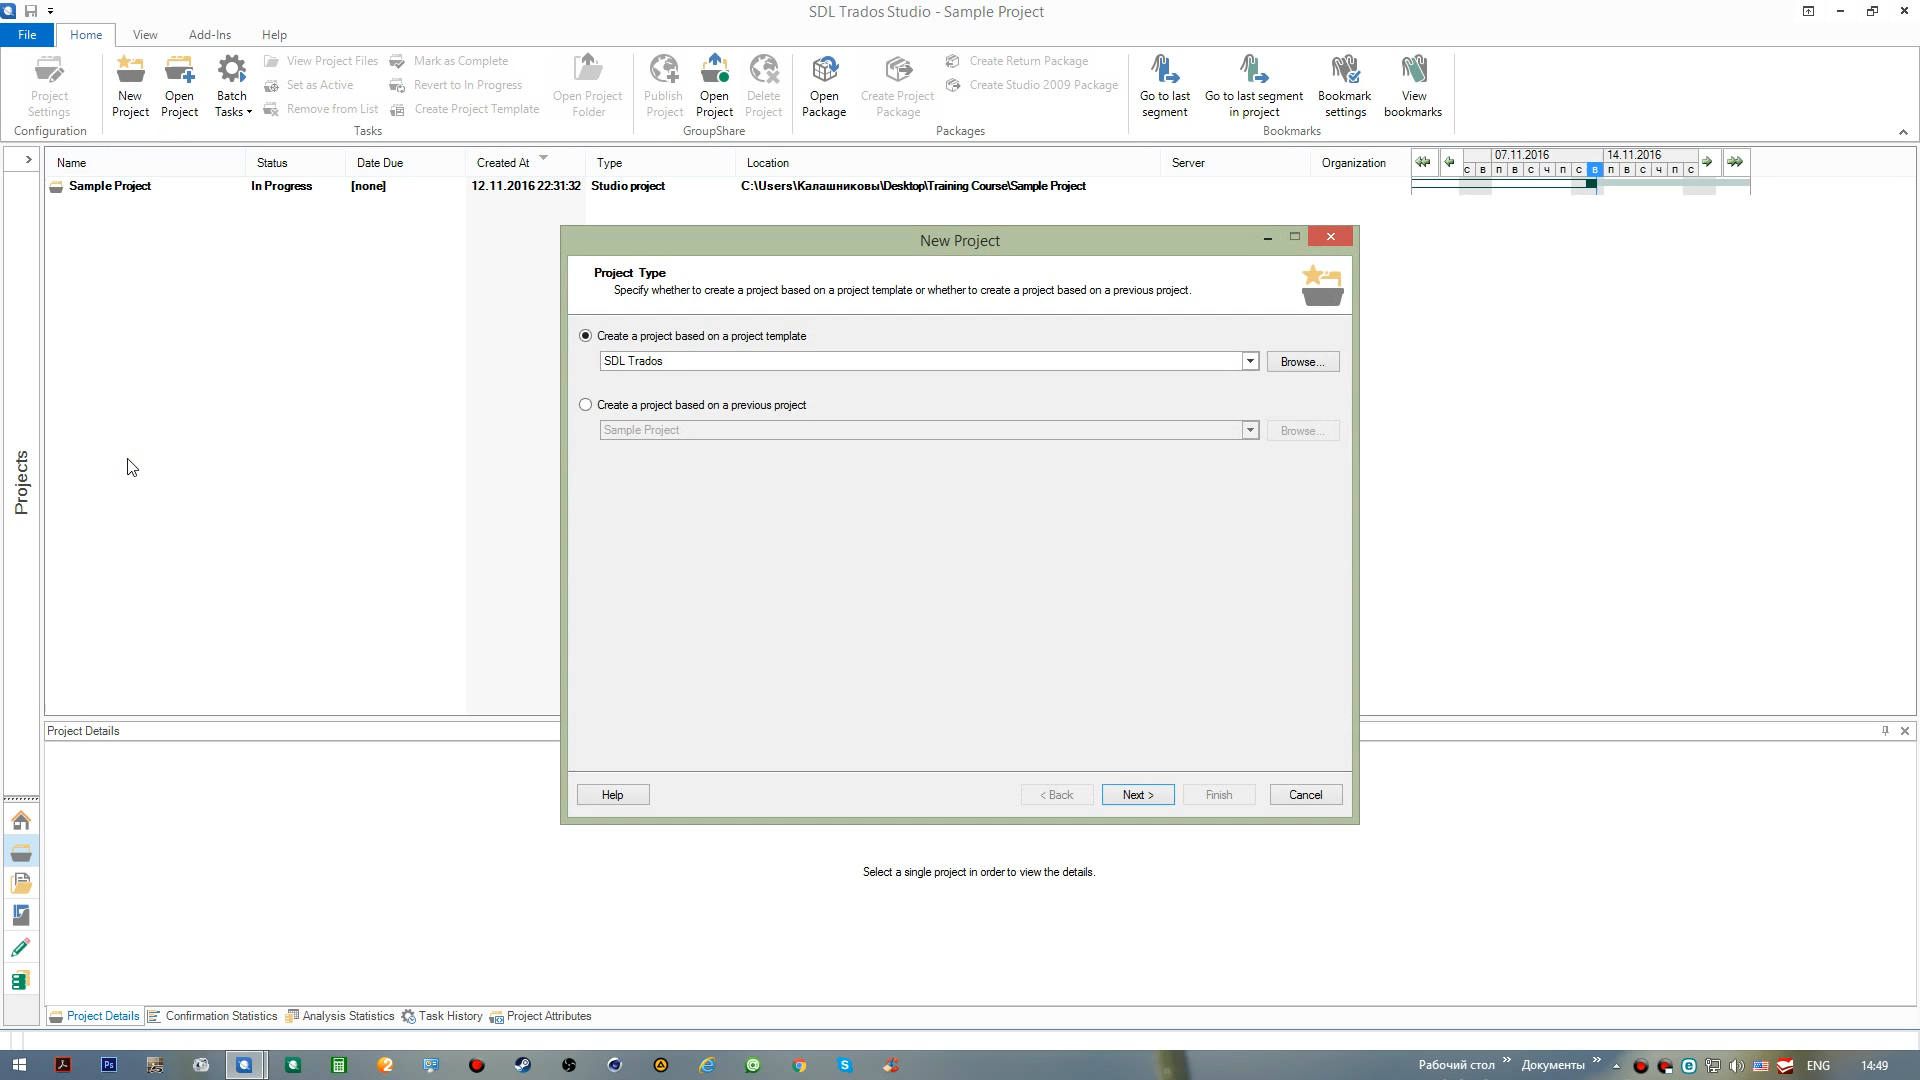 SDL Trados Studio - Sample Project
File Home View Add-Ins Help
Project Settings
New Project
Open Project
Batch Tasks
View Project Files
Set as Active
Remove from List
Mark as Complete
Revert to In Progress
Create Project Template
Open Project Folder
Publish Project
Open Project
Delete Project
Open Package
Create Project Package
Create Return Package
Create Studio 2009 Package
Go to last segment
Go to last segment in project
Bookmark settings
View bookmarks
Configuration Tasks GroupShare Packages Bookmarks
Name Status Date Due Created At Type Location Server Organization 07.11.2016 14.11.2016
С В П В С Ч П С В П В С Ч П С
Sample Project In Progress [none] 12.11.2016 22:31:32 Studio project C:\Users\Калашниковы\Desktop\Training Course\Sample Project
Projects
New Project
Project Type
Specify whether to create a project based on a project template or whether to create a project based on a previous project.
Create a project based on a project template
SDL Trados Browse...
Create a project based on a previous project
Sample Project Browse...
Help < Back Next > Finish Cancel
Project Details
Select a single project in order to view the details.
Project Details Confirmation Statistics Analysis Statistics Task History Project Attributes
Ps 2 Рабочий стол » Документы » ENG 14:49